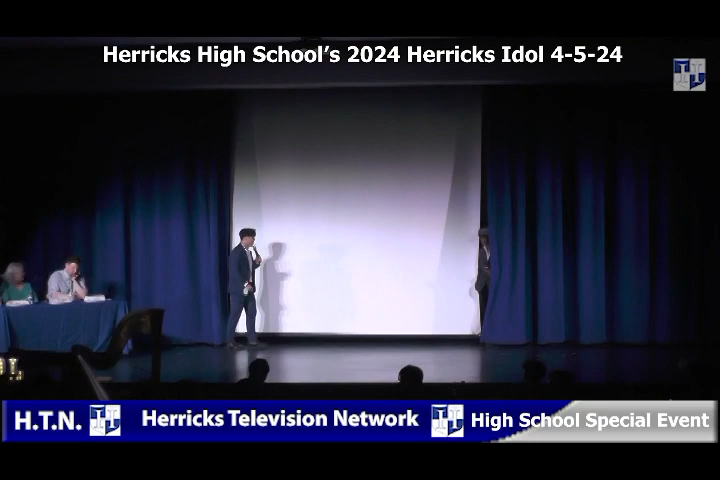 Herricks High School's 2024 Herricks Idol 4-5-24
H.T.N.
Herricks Television Network
High School Special Event